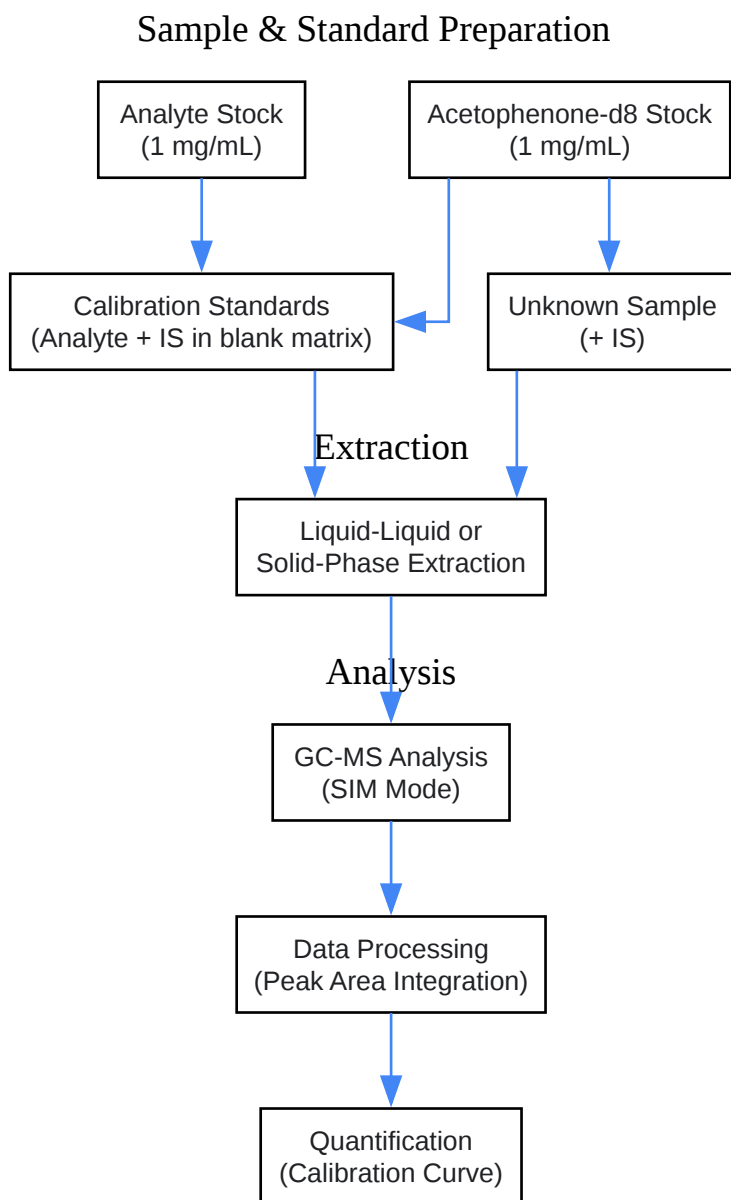 Sample & Standard Preparation
Analyte Stock
(1 mg/mL)
Acetophenone-d8 Stock
(1 mg/mL)
Calibration Standards
(Analyte + IS in blank matrix)
Unknown Sample
(+ IS)
Extraction
Liquid-Liquid or
Solid-Phase Extraction
Analysis
GC-MS Analysis
(SIM Mode)
Data Processing
(Peak Area Integration)
Quantification
(Calibration Curve)